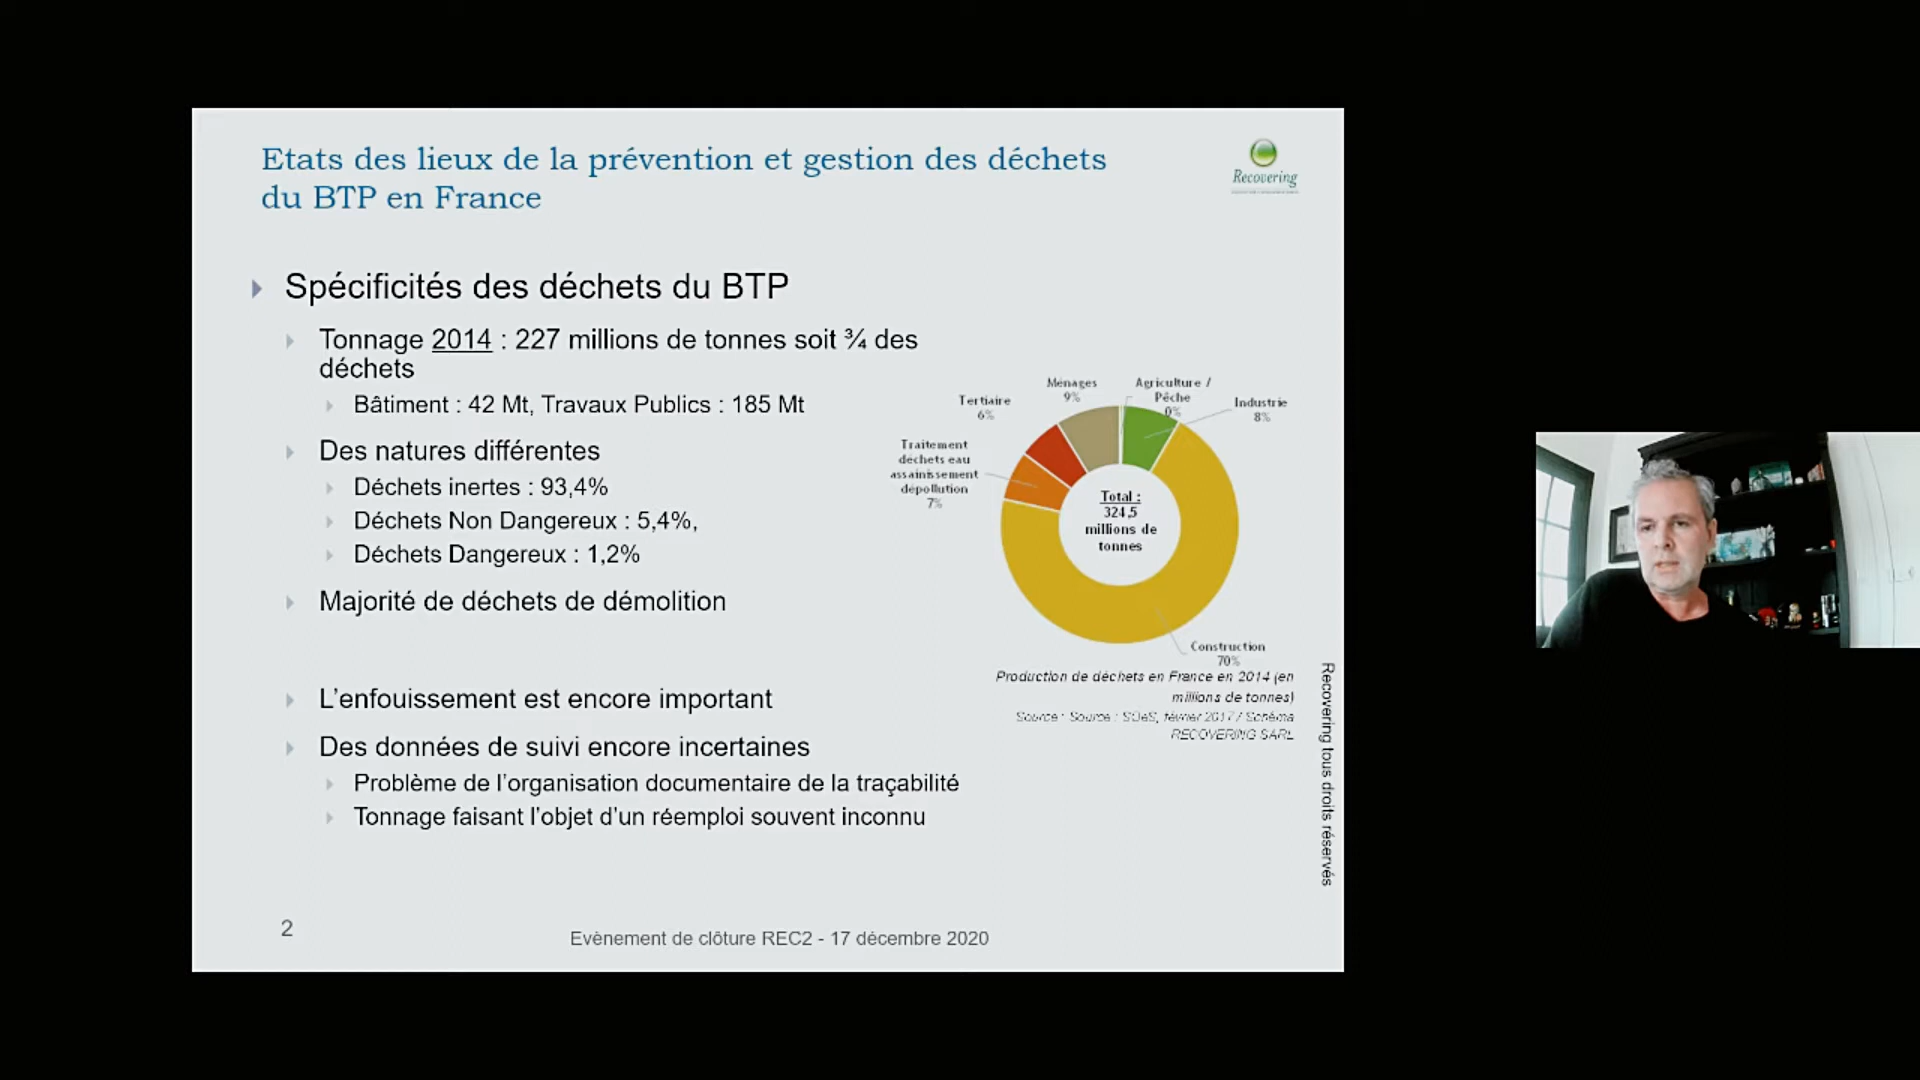 Etats des lieux de la prévention et gestion des déchets
du BTP en France
Recovering
Spécificités des déchets du BTP
Tonnage 2014 : 227 millions de tonnes soit ¾ des
déchets
Bâtiment : 42 Mt, Travaux Publics : 185 Mt
Des natures différentes
Déchets inertes : 93,4%
Déchets Non Dangereux : 5,4%,
Déchets Dangereux : 1,2%
Majorité de déchets de démolition
L’enfouissement est encore important
Des données de suivi encore incertaines
Problème de l’organisation documentaire de la traçabilité
Tonnage faisant l’objet d’un réemploi souvent inconnu
Ménages
9%
Agriculture /
Pêche
0%
Industrie
8%
Tertiaire
6%
Traitement
déchets eau
assainissement
dépollution
7%
Total :
324,5
millions de
tonnes
Construction
70%
Production de déchets en France en 2014 (en
millions de tonnes)
Source : Source : SOeS, février 2017 / Schéma
RECOVERING SARL
Recovering tous droits réservés
2
Evènement de clôture REC2 - 17 décembre 2020